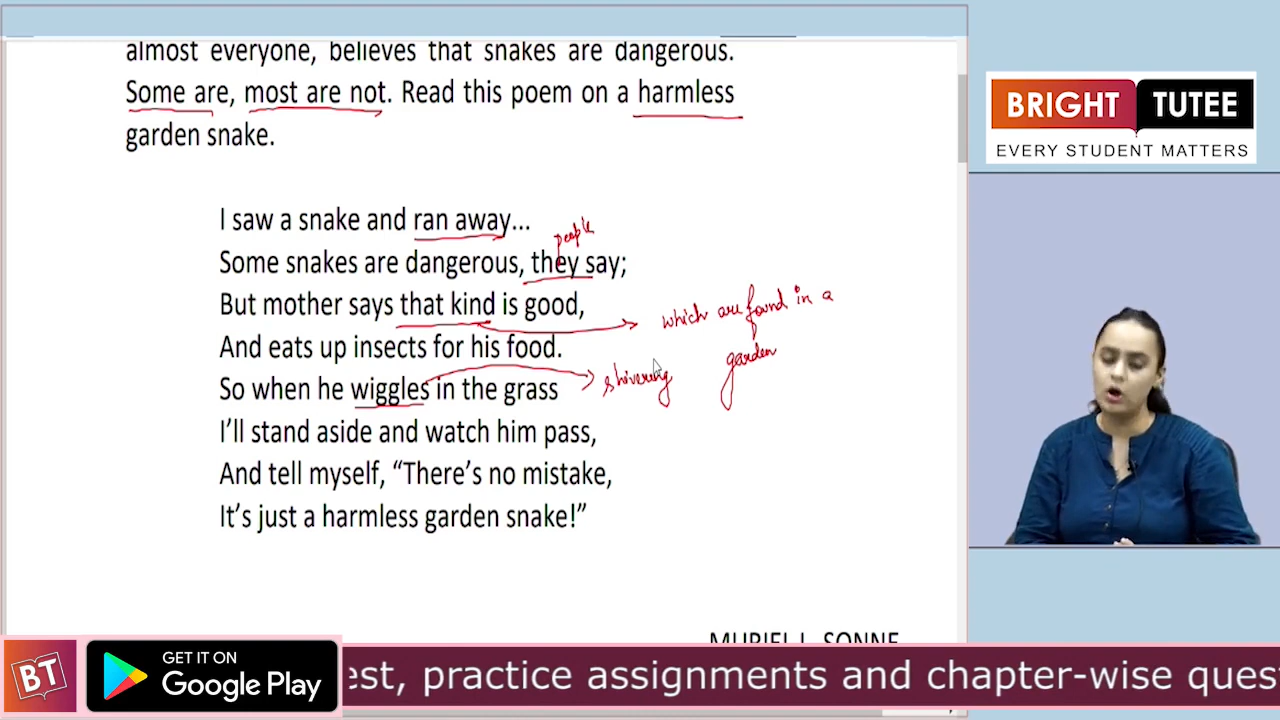 almost everyone, believes that snakes are dangerous.
Some are, most are not. Read this poem on a harmless
garden snake.
I saw a snake and ran away...
people
Some snakes are dangerous, they say;
But mother says that kind is good,
which are found in a
And eats up insects for his food.
garden
So when he wiggles in the grass
shivering
I'll stand aside and watch him pass,
And tell myself, “There's no mistake,
It's just a harmless garden snake!”
MURIEL L. SONNE
BRIGHT TUTEE
EVERY STUDENT MATTERS
BT
GET IT ON
Google Play
est, practice assignments and chapter-wise ques